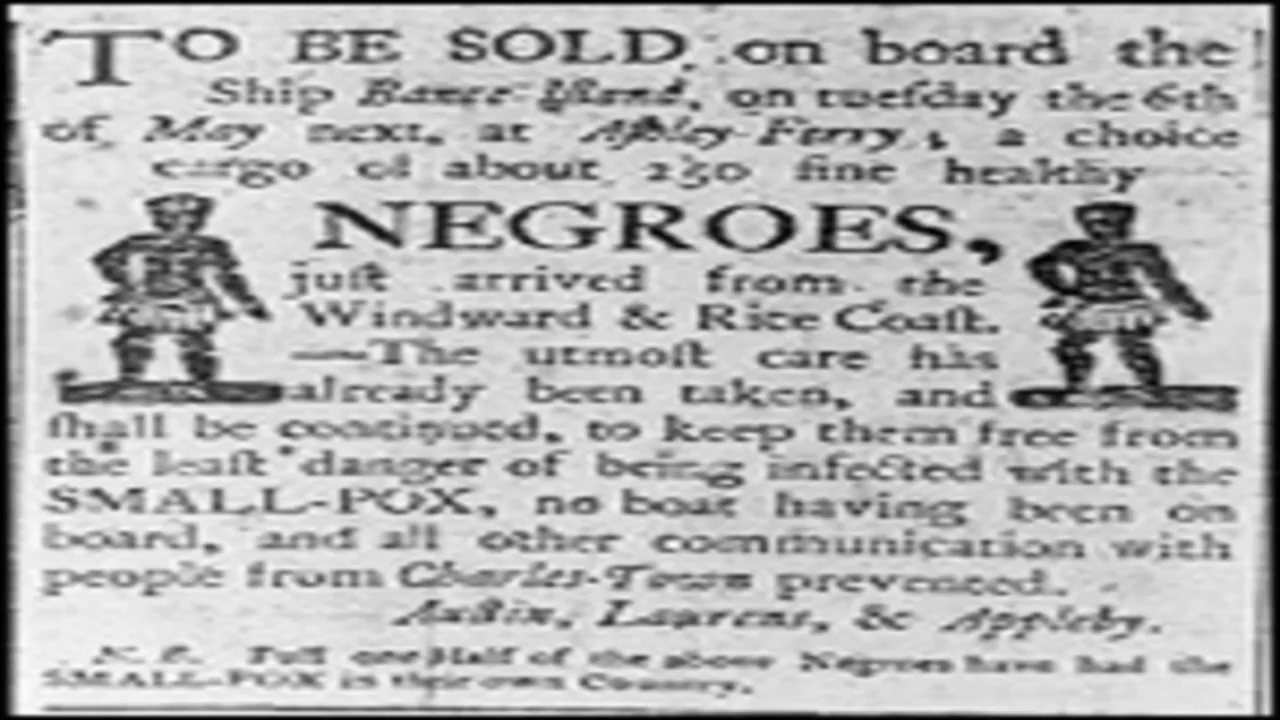 TO BE SOLD, on board the
Ship Bance-Iſland, on tueſday the 6th
of May next, at Aſhley-Ferry; a choice
cargo of about 250 fine healthy
NEGROES,
juſt arrived from the
Windward & Rice Coaſt.
—The utmoſt care has
already been taken, and
ſhall be continued, to keep them free from
the leaſt danger of being infected with the
SMALL-POX, no boat having been on
board, and all other communication with
people from Charles-Town prevented.
Auſtin, Laurens, & Appleby.
N. B. Full one Half of the above Negroes have had the
SMALL-POX in their own Country.